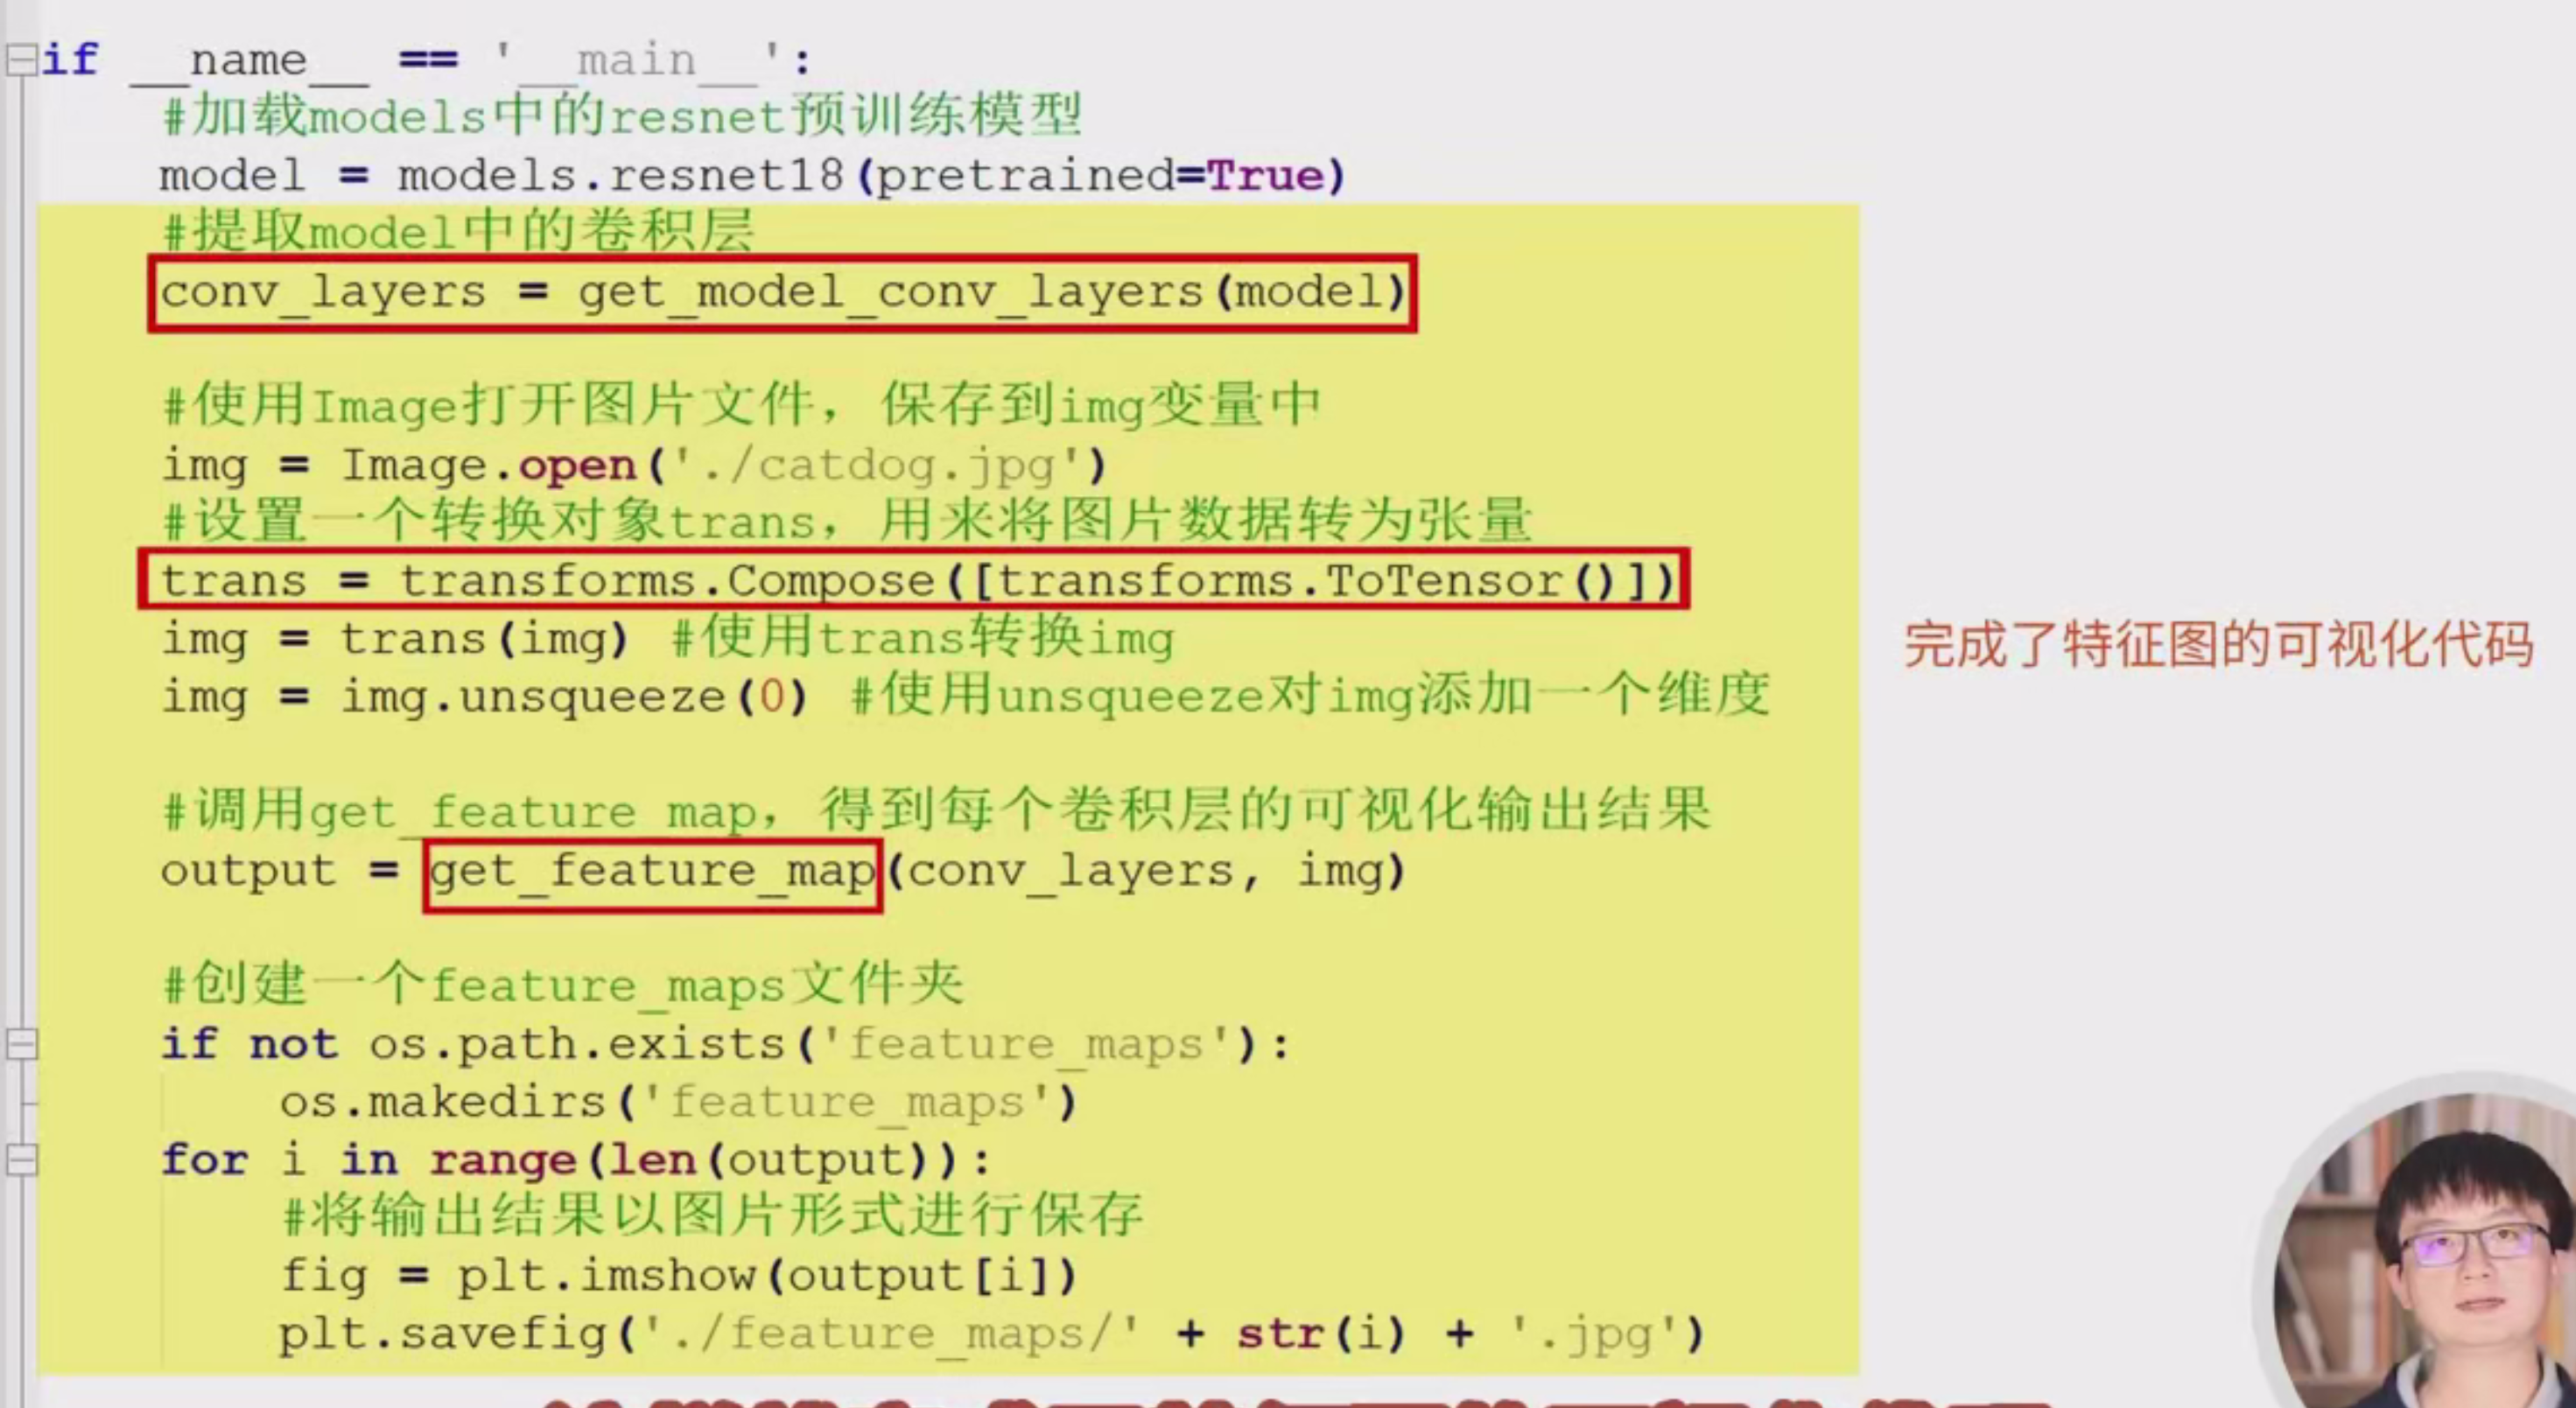 if __name__ == '__main__':
#加载models中的resnet预训练模型
model = models.resnet18(pretrained=True)
#提取model中的卷积层
conv_layers = get_model_conv_layers(model)
#使用Image打开图片文件，保存到img变量中
img = Image.open('./catdog.jpg')
#设置一个转换对象trans，用来将图片数据转为张量
trans = transforms.Compose([transforms.ToTensor()])
img = trans(img) #使用trans转换img
img = img.unsqueeze(0) #使用unsqueeze对img添加一个维度
完成了特征图的可视化代码
#调用get_feature map，得到每个卷积层的可视化输出结果
output = get_feature_map(conv_layers, img)
#创建一个feature_maps文件夹
if not os.path.exists('feature_maps'):
os.makedirs('feature_maps')
for i in range(len(output)):
#将输出结果以图片形式进行保存
fig = plt.imshow(output[i])
plt.savefig('./feature_maps/' + str(i) + '.jpg')